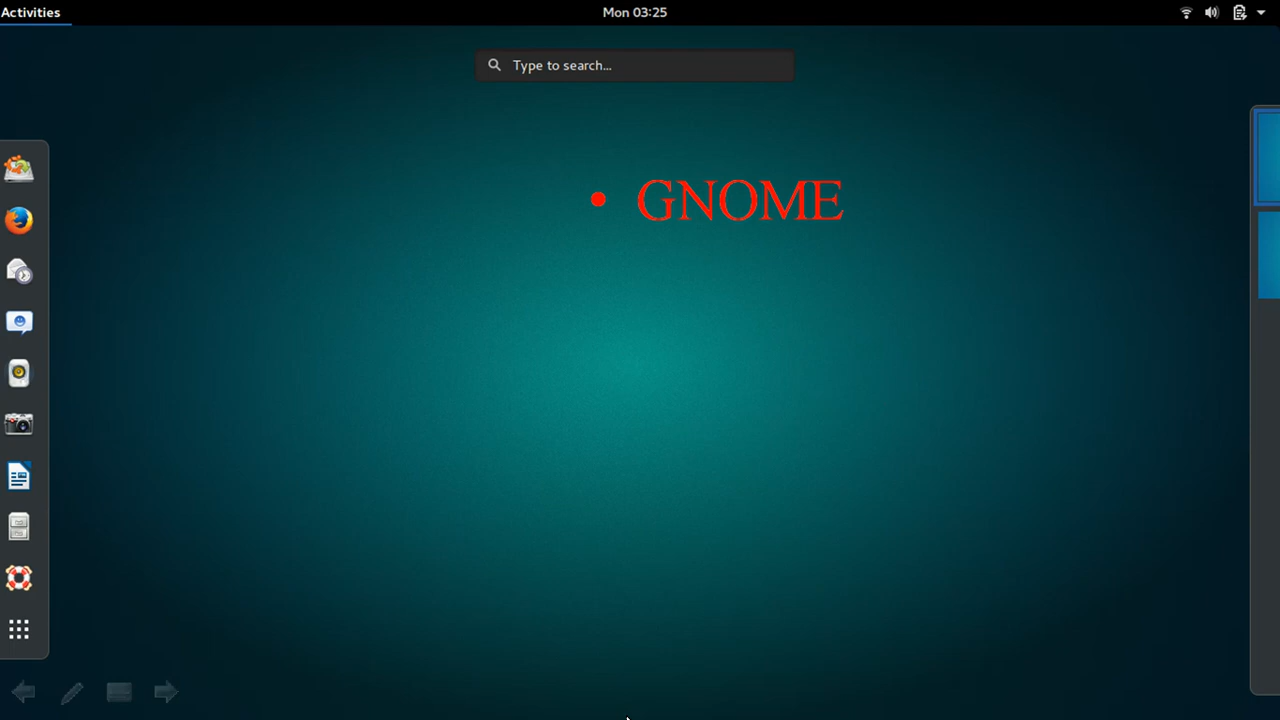 Activities
Mon 03:25
Type to search...
• GNOME